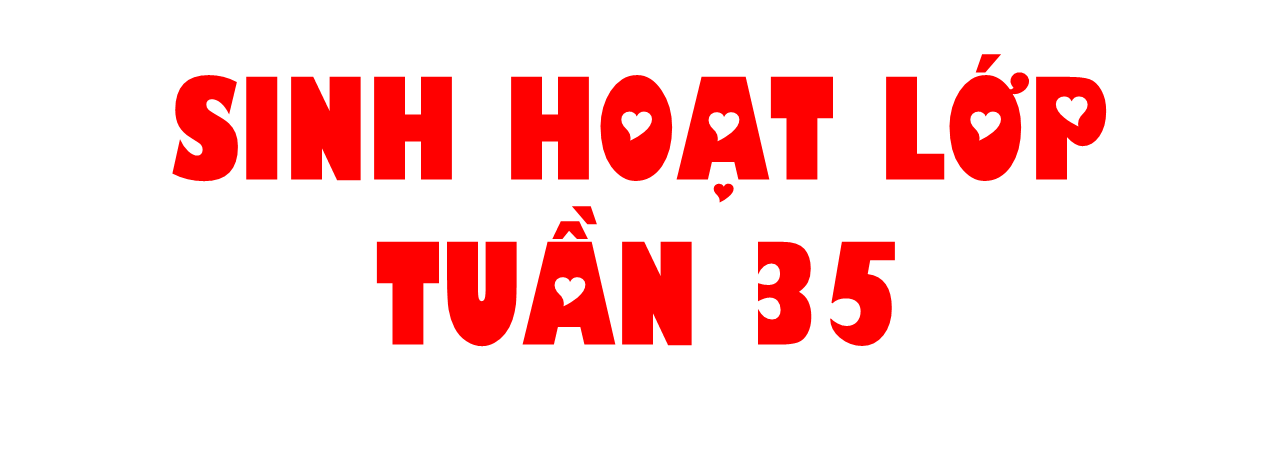 SINH HOẠT LỚP
TUẦN 35